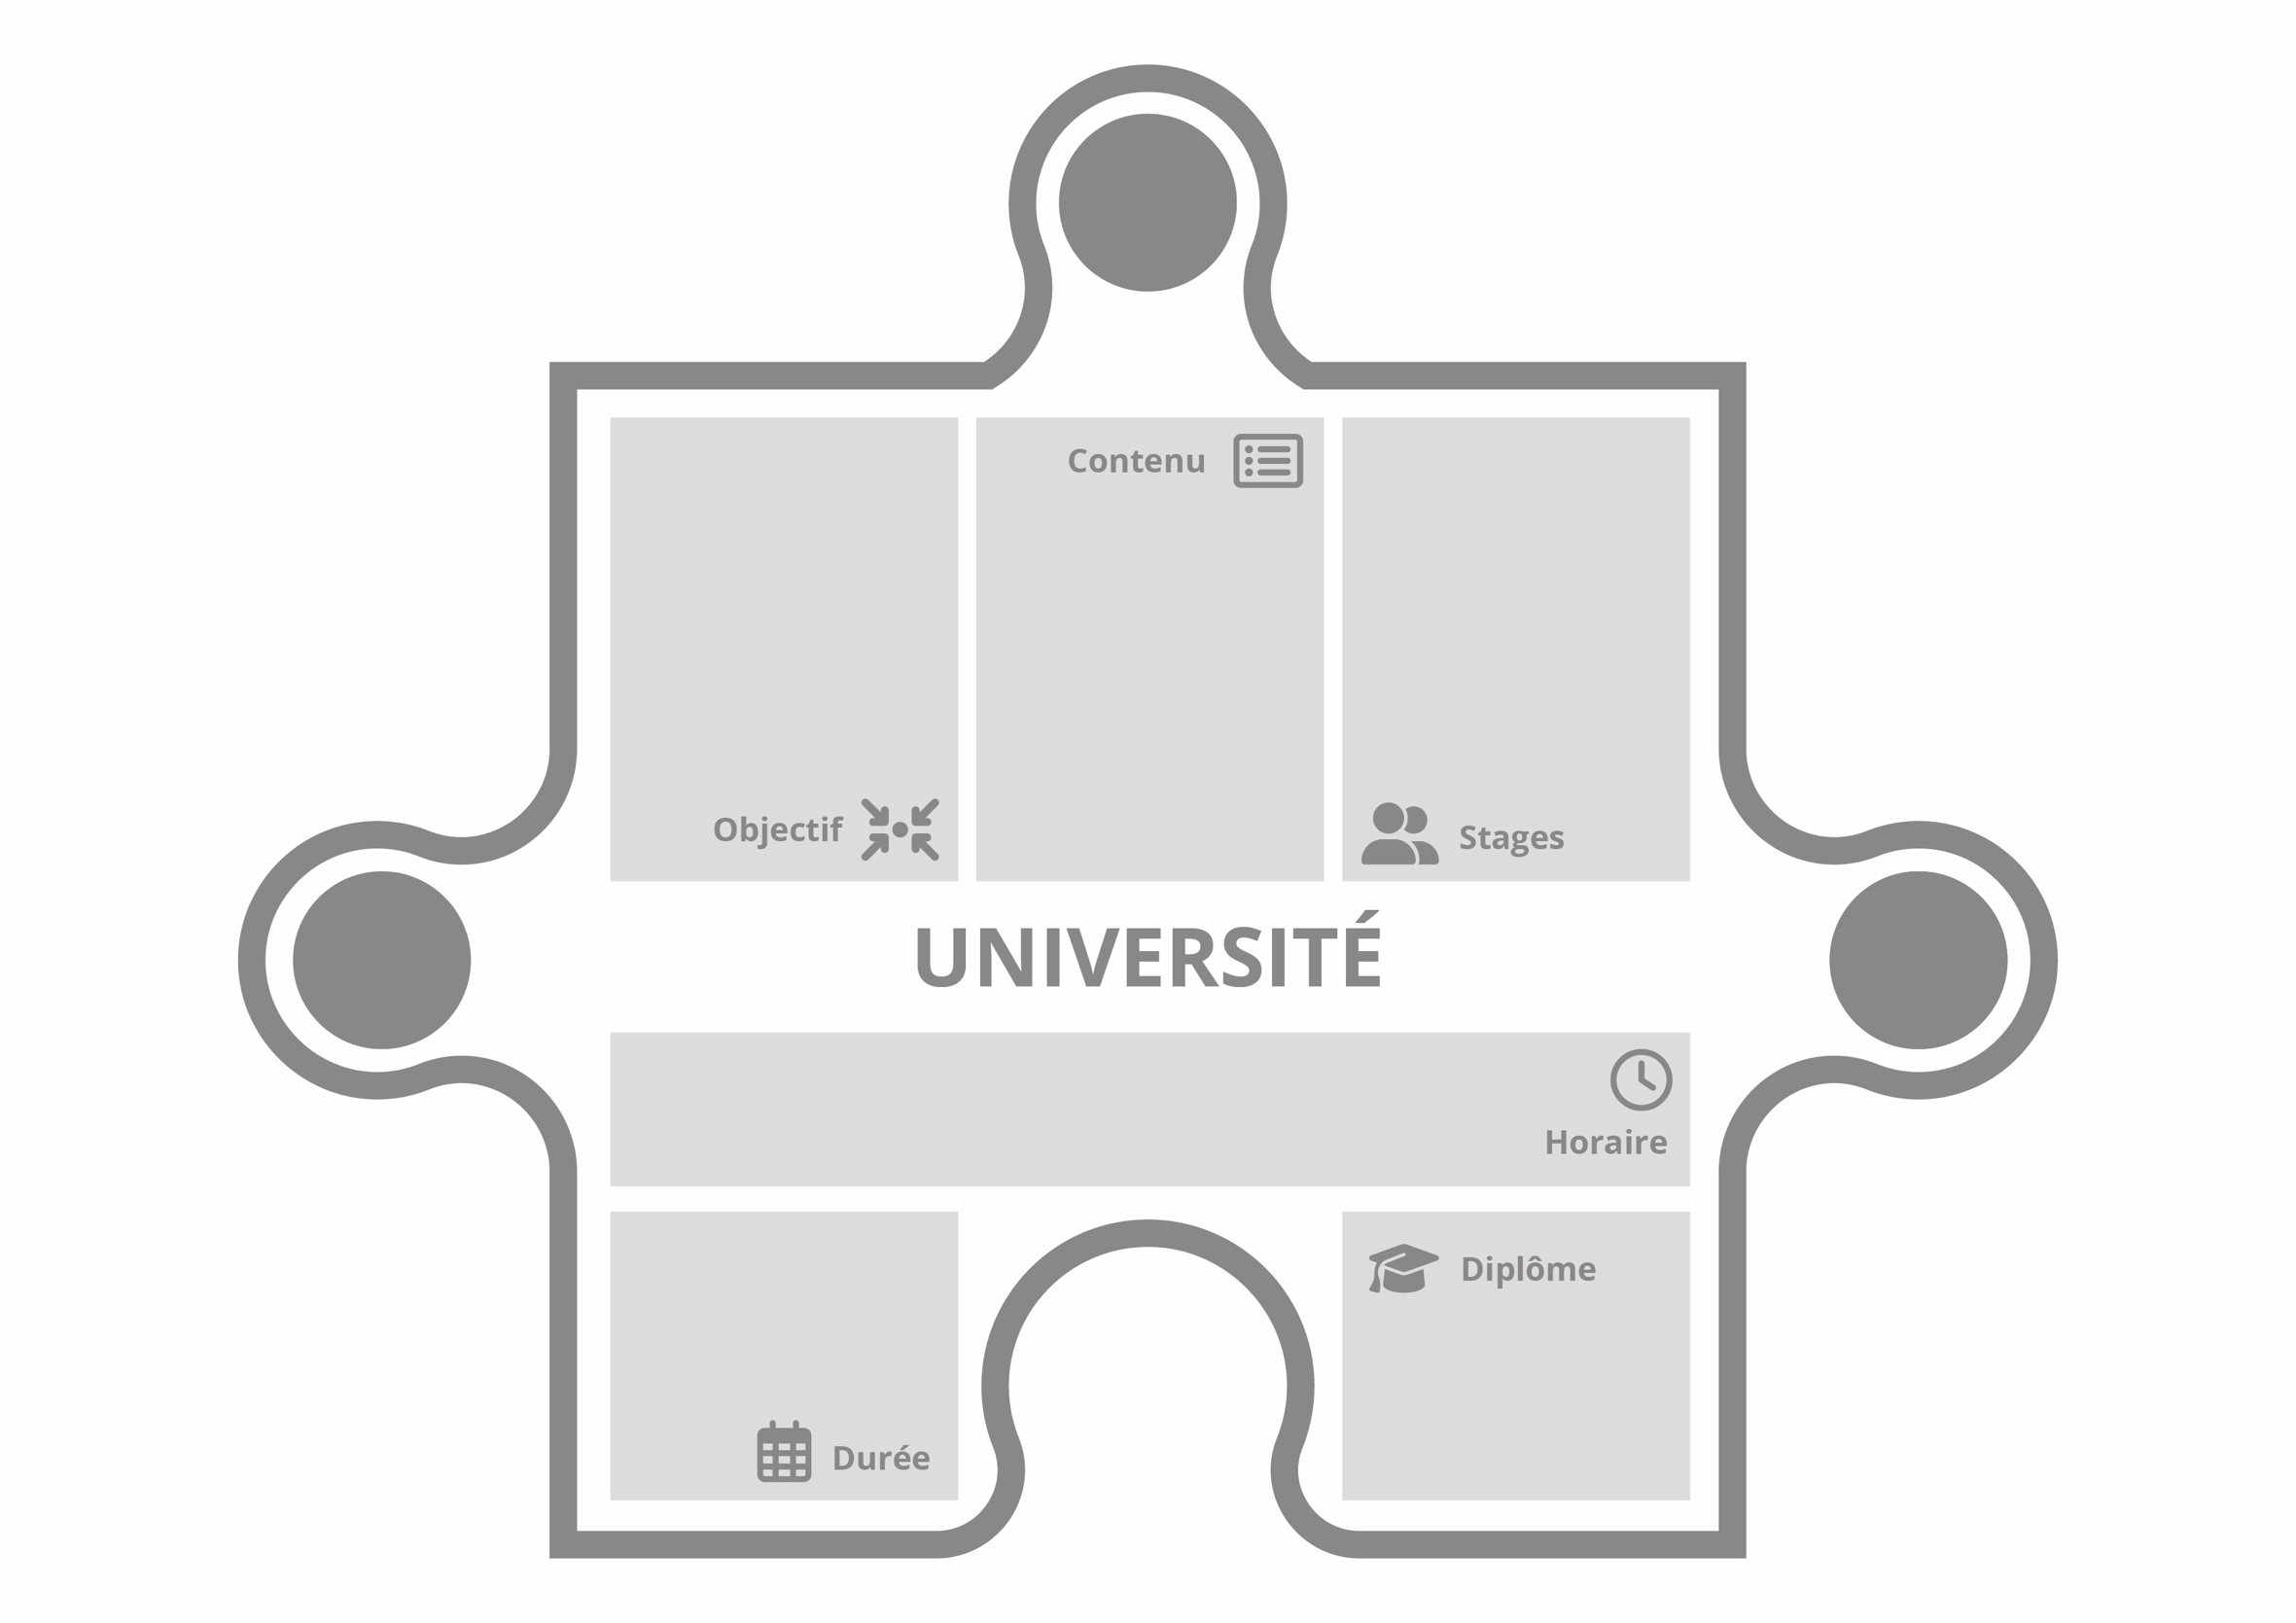 Contenu
Objectif
Stages
UNIVERSITÉ
Horaire
Diplôme
Durée